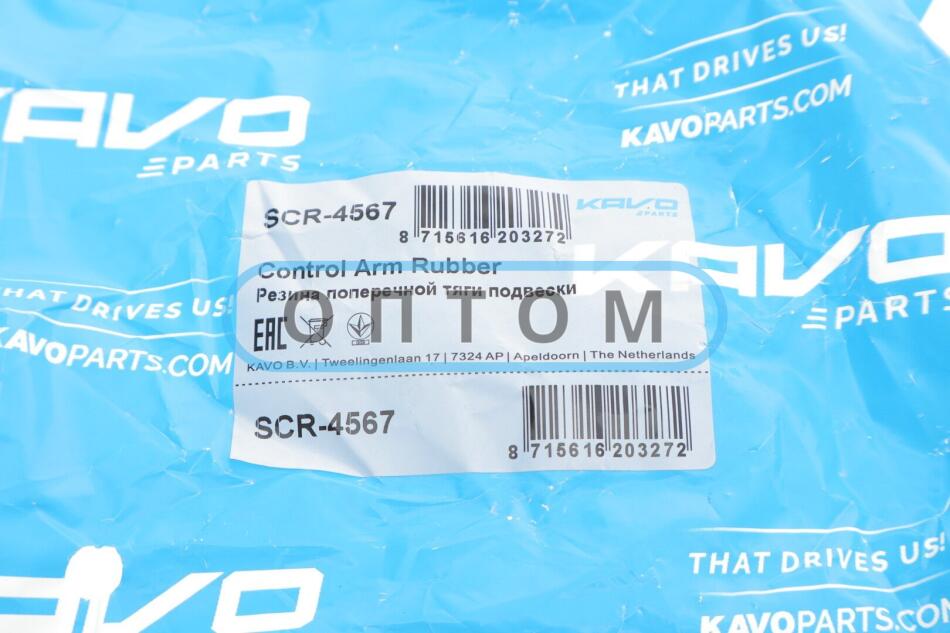 THAT DRIVES US!
KAVOPARTS.COM
KAVO
PARTS
SCR-4567
8 715616 203272
KAVO
PARTS
Control Arm Rubber
Резина поперечной тяги подвески
KAVO
PARTS
THAT DRIVES US!
KAVOPARTS.COM
ОПТОМ
EAC
KAVO B.V. | Tweelingenlaan 17 | 7324 AP | Apeldoorn | The Netherlands
SCR-4567
8 715616 203272
THAT DRIVES US!
KAVOPARTS.COM
KAVO